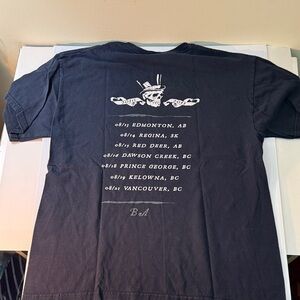 08/13 EDMONTON, AB
08/14 REGINA, SK
08/15 RED DEER, AB
08/16 DAWSON CREEK, BC
08/18 PRINCE GEORGE, BC
08/19 KELOWNA, BC
08/21 VANCOUVER, BC